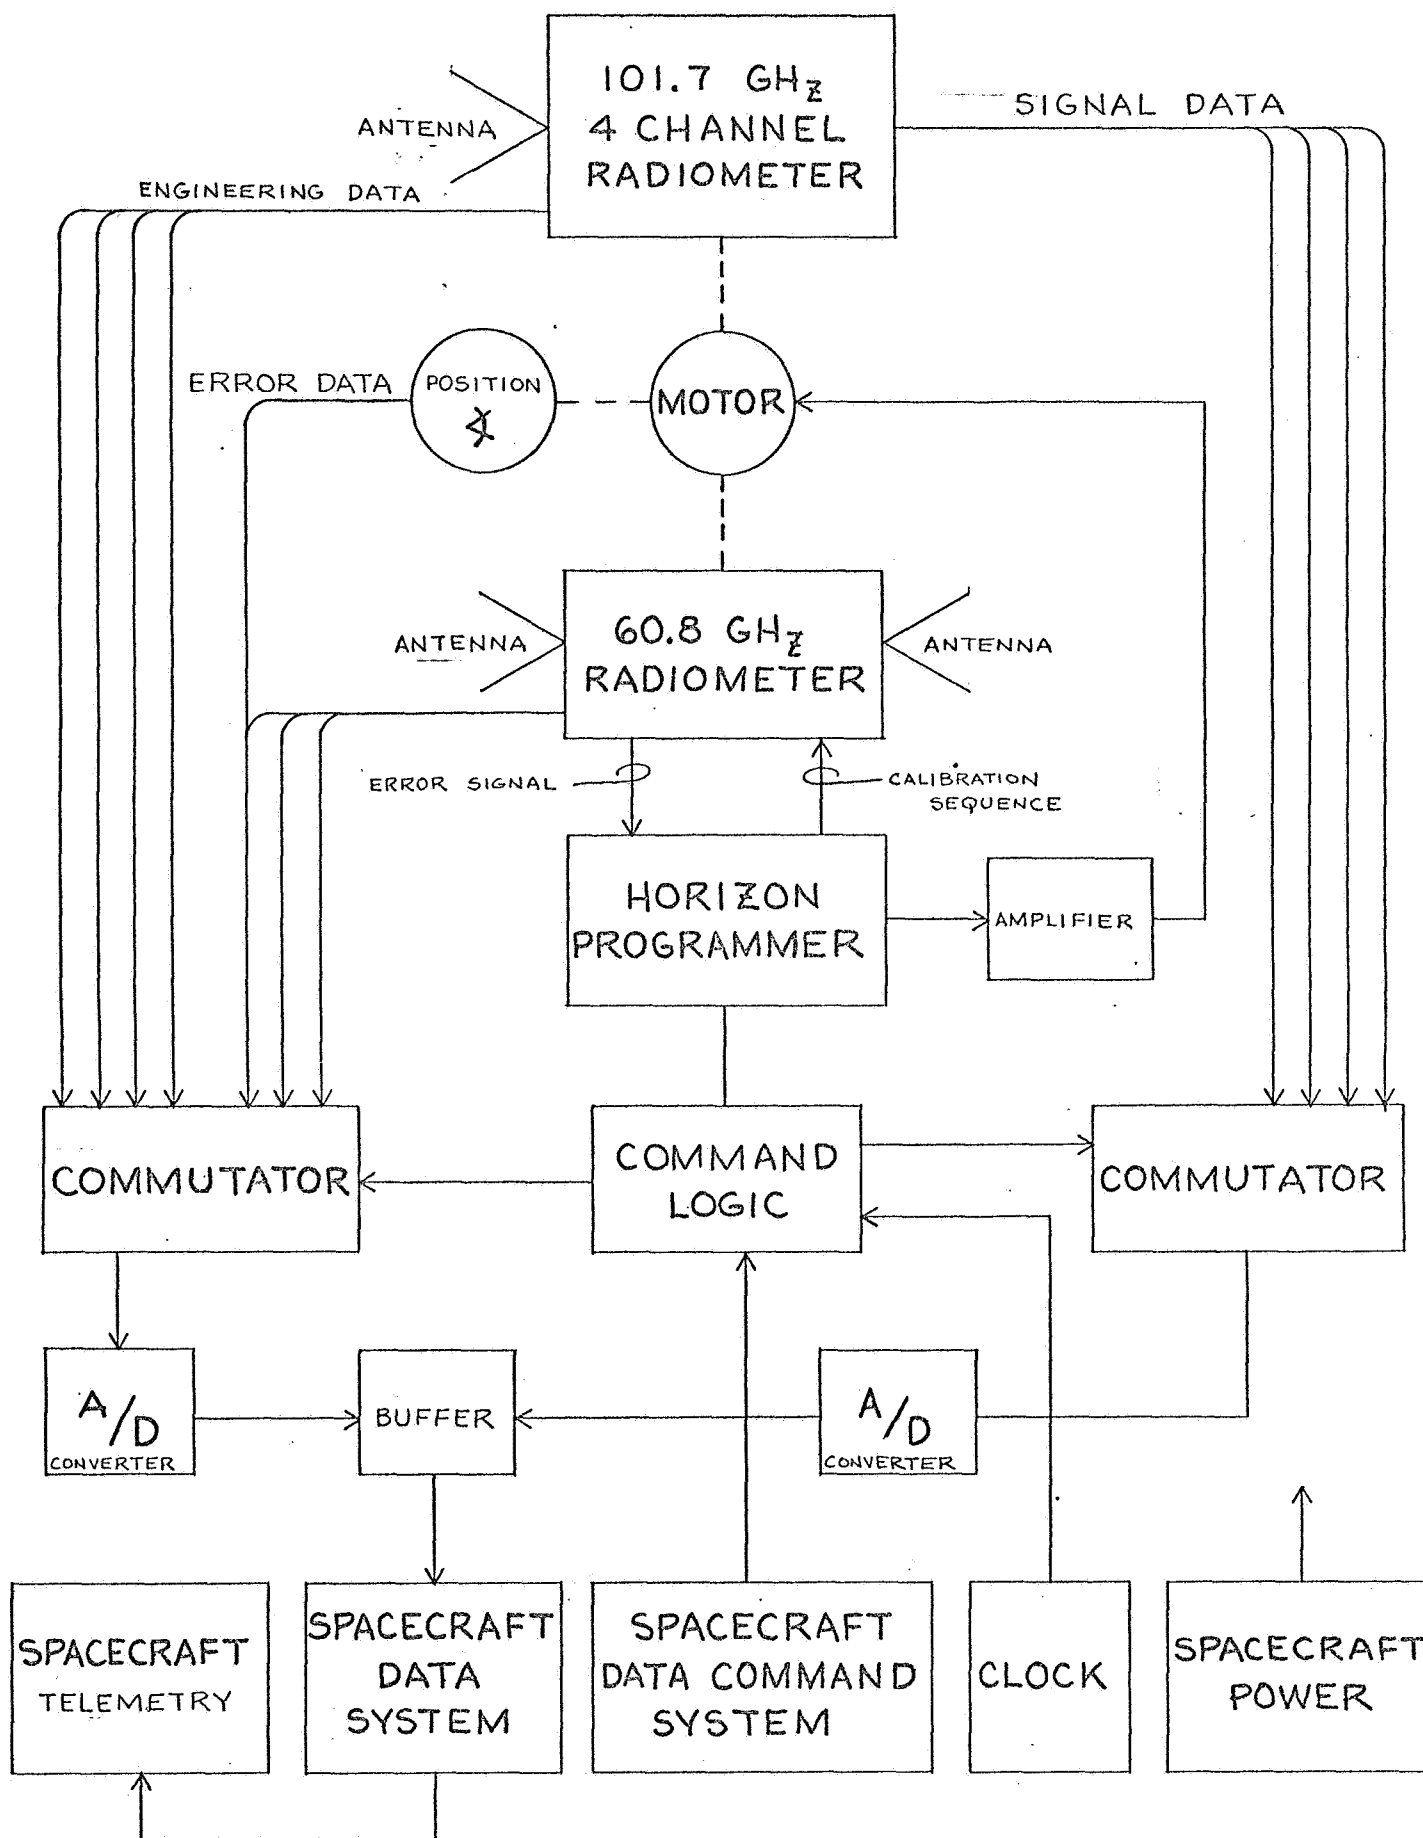 101.7 GHz
4 CHANNEL
RADIOMETER
ANTENNA
SIGNAL DATA
ENGINEERING DATA
ERROR DATA
POSITION
MOTOR
ANTENNA
60.8 GHz
RADIOMETER
ANTENNA
ERROR SIGNAL
CALIBRATION
SEQUENCE
HORIZON
PROGRAMMER
AMPLIFIER
COMMUTATOR
COMMAND
LOGIC
COMMUTATOR
A/D
CONVERTER
BUFFER
A/D
CONVERTER
SPACECRAFT
TELEMETRY
SPACECRAFT
DATA
SYSTEM
SPACECRAFT
DATA COMMAND
SYSTEM
CLOCK
SPACECRAFT
POWER